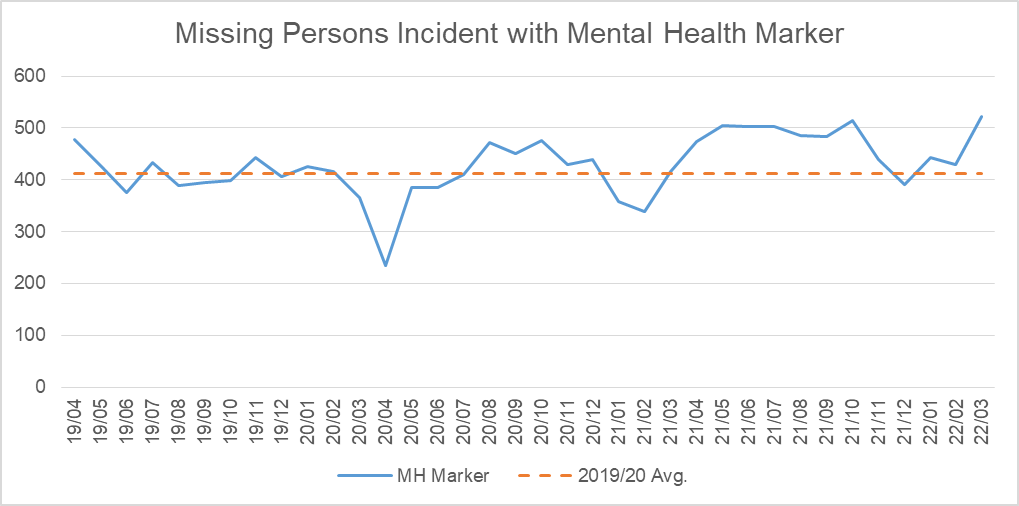 Missing Persons Incident with Mental Health Marker
600
500
400
300
200
100
0
19/04 19/05 19/06 19/07 19/08 19/09 19/10 19/11 19/12 20/01 20/02 20/03 20/04 20/05 20/06 20/07 20/08 20/09 20/10 20/11 20/12 21/01 21/02 21/03 21/04 21/05 21/06 21/07 21/08 21/09 21/10 21/11 21/12 22/01 22/02 22/03
MH Marker 2019/20 Avg.